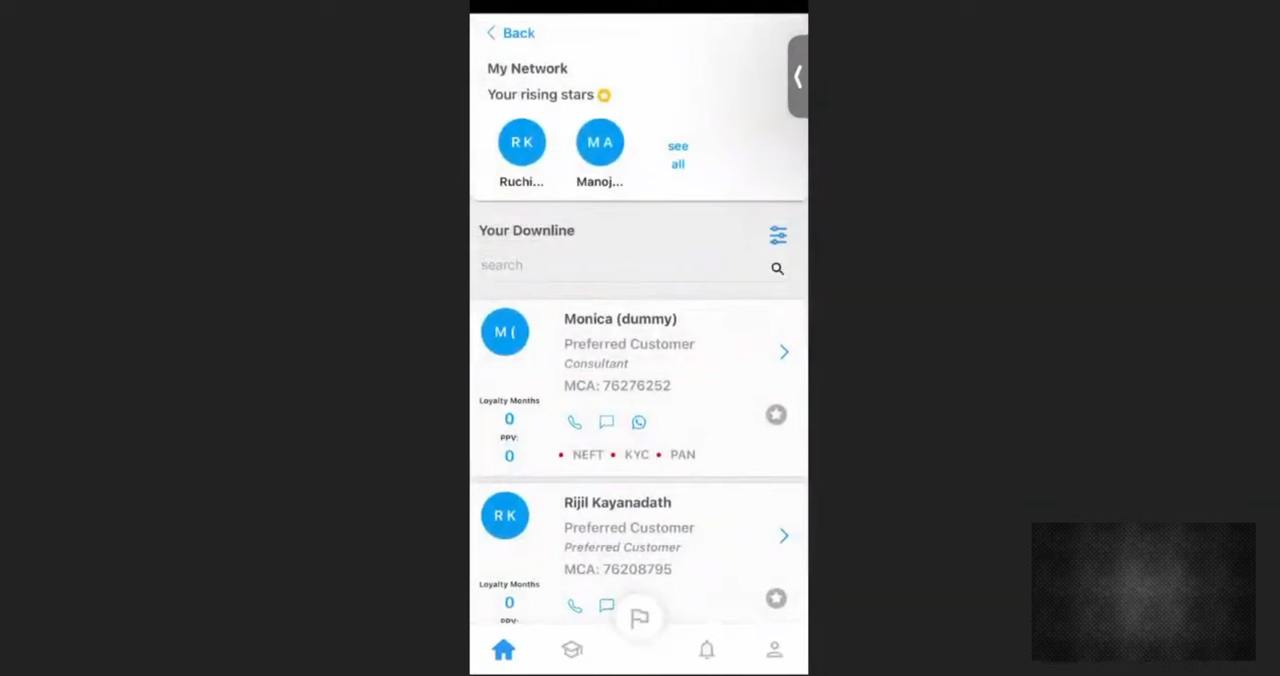 Back
My Network
Your rising stars
R K
M A
see
all
Ruchi...
Manoj...
Your Downline
search
M (
Monica (dummy)
Preferred Customer
Consultant
MCA: 76276252
Loyalty Months
0
PPV:
0
• NEFT • KYC • PAN
R K
Rijil Kayanadath
Preferred Customer
Preferred Customer
MCA: 76208795
Loyalty Months
0
PPV: